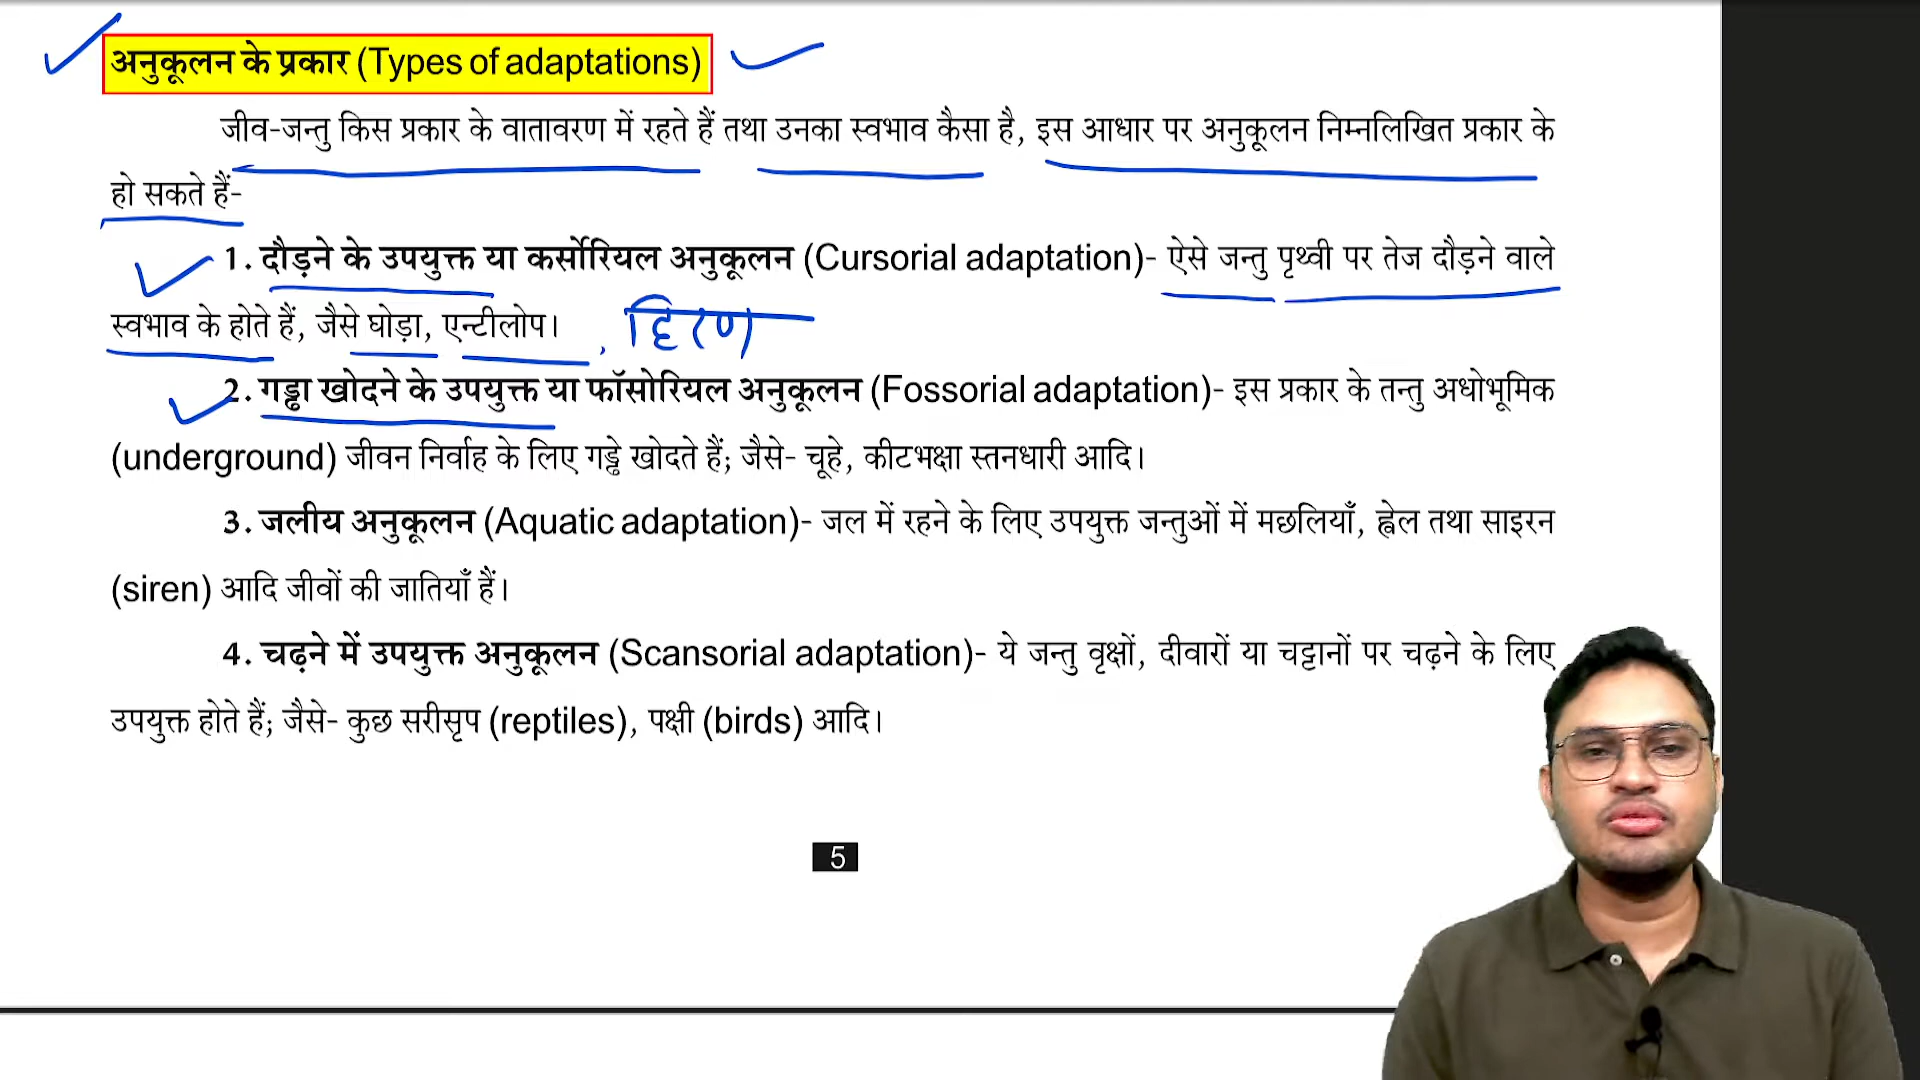 अनुकूलन के प्रकार (Types of adaptations)
जीव-जन्तु किस प्रकार के वातावरण में रहते हैं तथा उनका स्वभाव कैसा है, इस आधार पर अनुकूलन निम्नलिखित प्रकार के
हो सकते हैं-
1. दौड़ने के उपयुक्त या कर्सोरियल अनुकूलन (Cursorial adaptation)- ऐसे जन्तु पृथ्वी पर तेज दौड़ने वाले
स्वभाव के होते हैं, जैसे घोड़ा, एन्टीलोप। , हिरण
2. गड्ढा खोदने के उपयुक्त या फॉसोरियल अनुकूलन (Fossorial adaptation)- इस प्रकार के तन्तु अधोभूमिक
(underground) जीवन निर्वाह के लिए गड्ढे खोदते हैं; जैसे- चूहे, कीटभक्षा स्तनधारी आदि।
3. जलीय अनुकूलन (Aquatic adaptation)- जल में रहने के लिए उपयुक्त जन्तुओं में मछलियाँ, ह्वेल तथा साइरन
(siren) आदि जीवों की जातियाँ हैं।
4. चढ़ने में उपयुक्त अनुकूलन (Scansorial adaptation)- ये जन्तु वृक्षों, दीवारों या चट्टानों पर चढ़ने के लिए
उपयुक्त होते हैं; जैसे- कुछ सरीसृप (reptiles), पक्षी (birds) आदि।
5